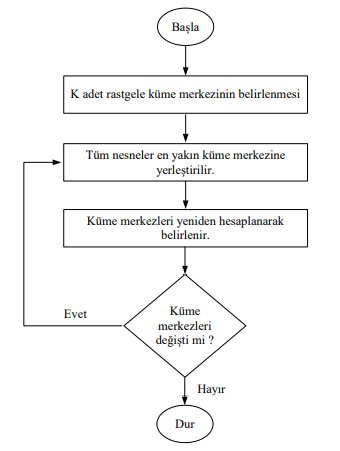 Başla
K adet rastgele küme merkezinin belirlenmesi
Tüm nesneler en yakın küme merkezine
yerleştirilir.
Küme merkezleri yeniden hesaplanarak
belirlenir.
Küme
merkezleri
değişti mi ?
Evet
Hayır
Dur